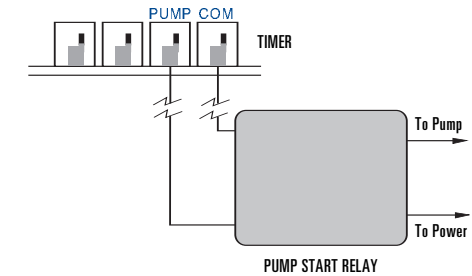 PUMP COM
TIMER
To Pump
To Power
PUMP START RELAY